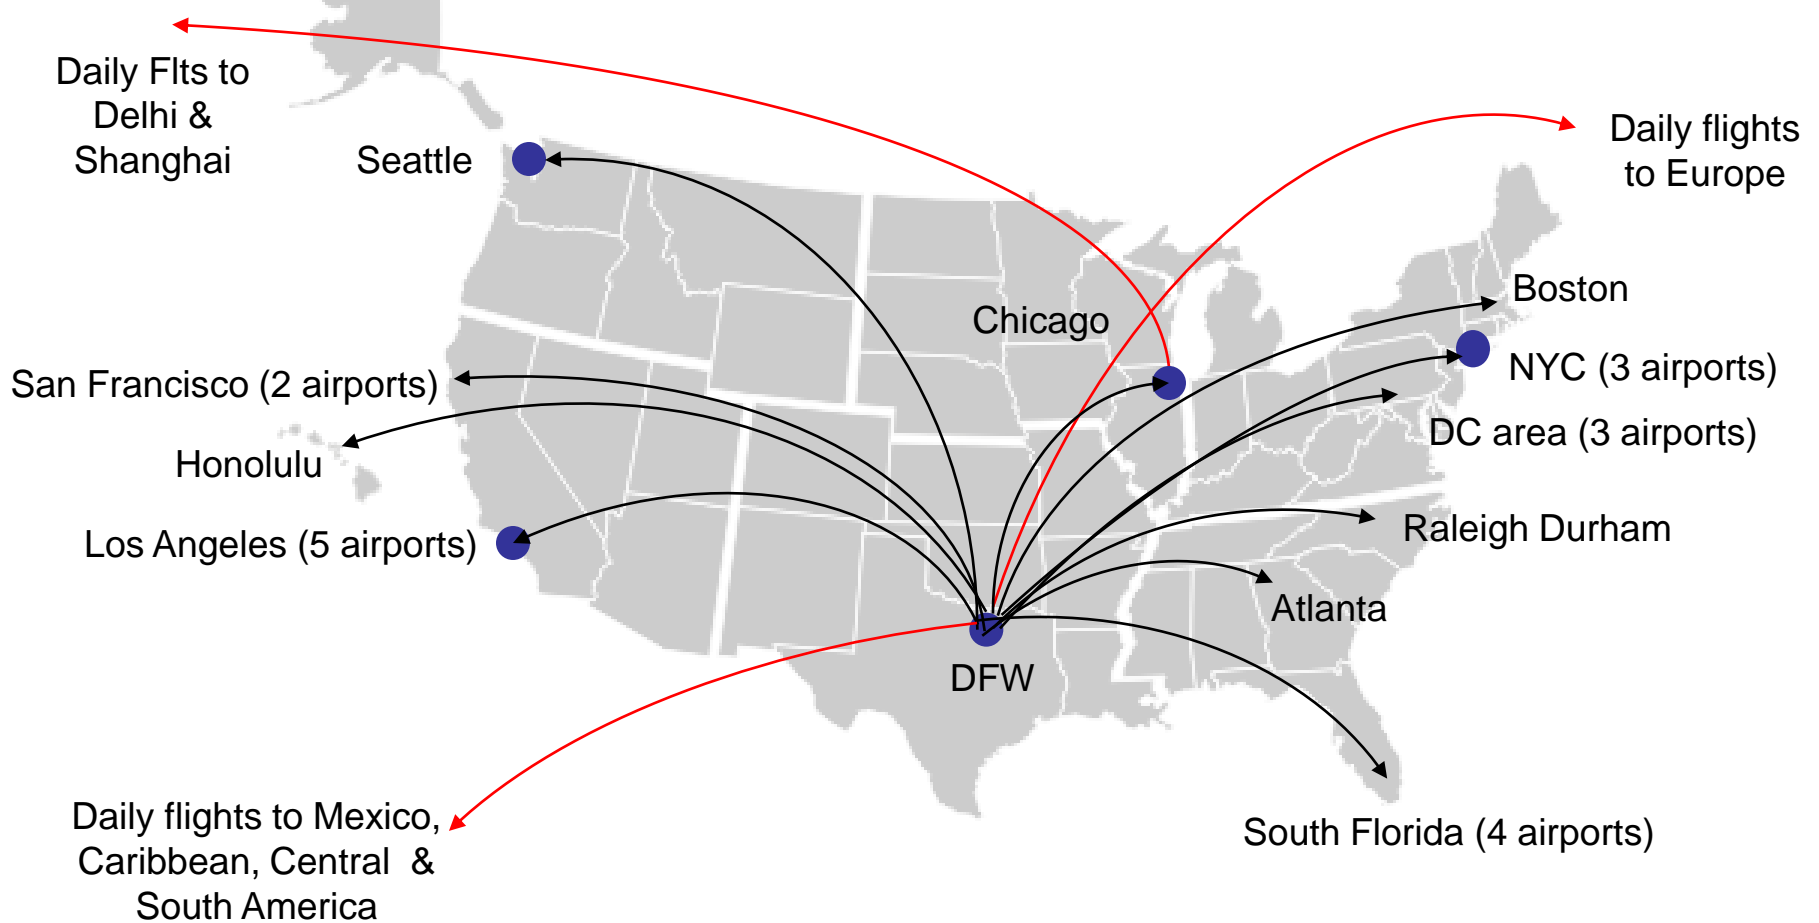 Daily Flts to
Delhi &
Shanghai
Seattle
Daily flights
to Europe
Boston
Chicago
NYC (3 airports)
San Francisco (2 airports)
DC area (3 airports)
Honolulu
Raleigh Durham
Los Angeles (5 airports)
Atlanta
DFW
Daily flights to Mexico,
Caribbean, Central &
South America
South Florida (4 airports)